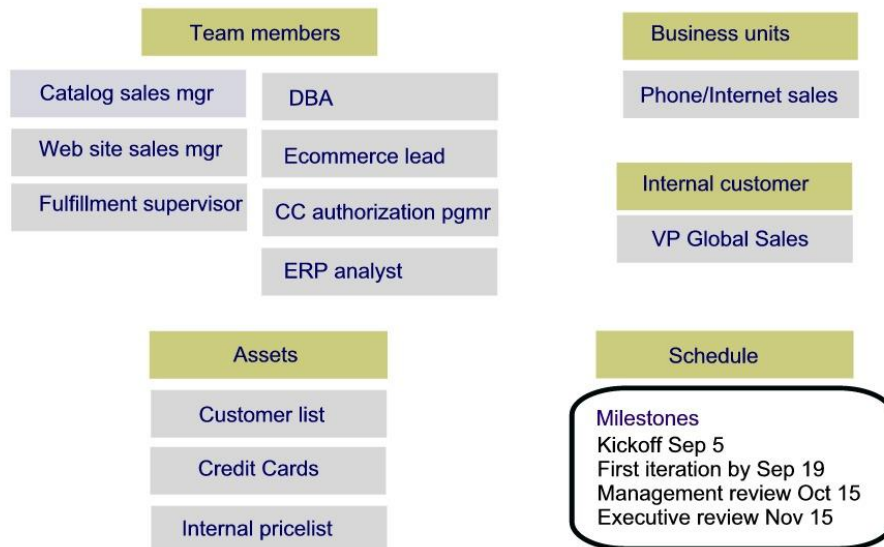 Team members
Catalog sales mgr
Web site sales mgr
Fulfillment supervisor
DBA
Ecommerce lead
CC authorization pgmr
ERP analyst
Business units
Phone/Internet sales
Internal customer
VP Global Sales
Assets
Customer list
Credit Cards
Internal pricelist
Schedule
Milestones
Kickoff Sep 5
First iteration by Sep 19
Management review Oct 15
Executive review Nov 15